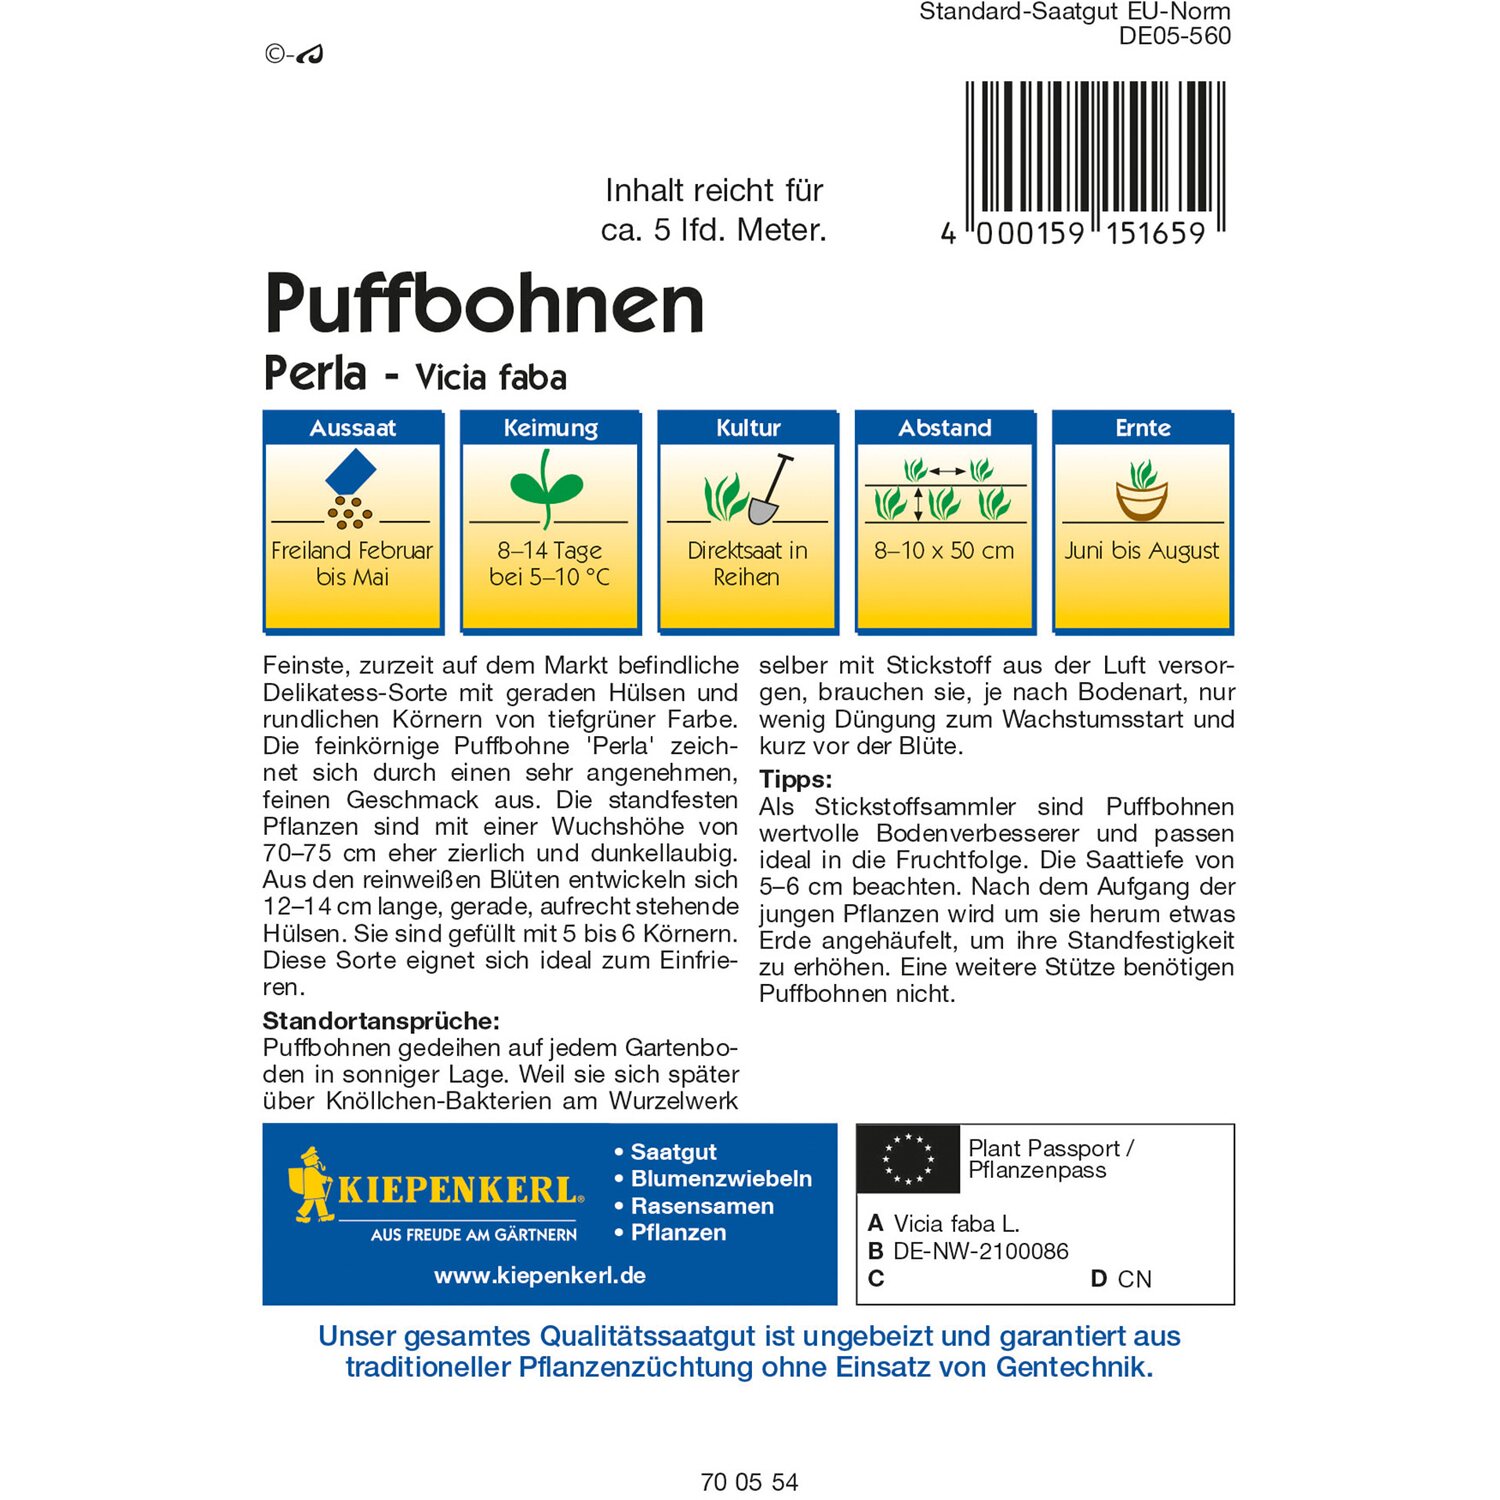 Standard-Saatgut EU-Norm
DE05-560
©-
Inhalt reicht für
ca. 5 lfd. Meter.
4 000159 151659
Puffbohnen
Perla - Vicia faba
Aussaat
Freiland Februar
bis Mai
Keimung
8–14 Tage
bei 5–10 °C
Kultur
Direktsaat in
Reihen
Abstand
8–10 x 50 cm
Ernte
Juni bis August
Feinste, zurzeit auf dem Markt befindliche
Delikatess-Sorte mit geraden Hülsen und
rundlichen Körnern von tiefgrüner Farbe.
Die feinkörnige Puffbohne 'Perla' zeich-
net sich durch einen sehr angenehmen,
feinen Geschmack aus. Die standfesten
Pflanzen sind mit einer Wuchshöhe von
70–75 cm eher zierlich und dunkellaubig.
Aus den reinweißen Blüten entwickeln sich
12–14 cm lange, gerade, aufrecht stehende
Hülsen. Sie sind gefüllt mit 5 bis 6 Körnern.
Diese Sorte eignet sich ideal zum Einfrie-
ren.
Standortansprüche:
Puffbohnen gedeihen auf jedem Gartenbo-
den in sonniger Lage. Weil sie sich später
über Knöllchen-Bakterien am Wurzelwerk
selber mit Stickstoff aus der Luft versor-
gen, brauchen sie, je nach Bodenart, nur
wenig Düngung zum Wachstumsstart und
kurz vor der Blüte.
Tipps:
Als Stickstoffsammler sind Puffbohnen
wertvolle Bodenverbesserer und passen
ideal in die Fruchtfolge. Die Saattiefe von
5–6 cm beachten. Nach dem Aufgang der
jungen Pflanzen wird um sie herum etwas
Erde angehäufelt, um ihre Standfestigkeit
zu erhöhen. Eine weitere Stütze benötigen
Puffbohnen nicht.
KIEPENKERL®
AUS FREUDE AM GÄRTNERN
• Saatgut
• Blumenzwiebeln
• Rasensamen
• Pflanzen
www.kiepenkerl.de
Plant Passport /
Pflanzenpass
A Vicia faba L.
B DE-NW-2100086
C D CN
Unser gesamtes Qualitätssaatgut ist ungebeizt und garantiert aus
traditioneller Pflanzenzüchtung ohne Einsatz von Gentechnik.
70 05 54